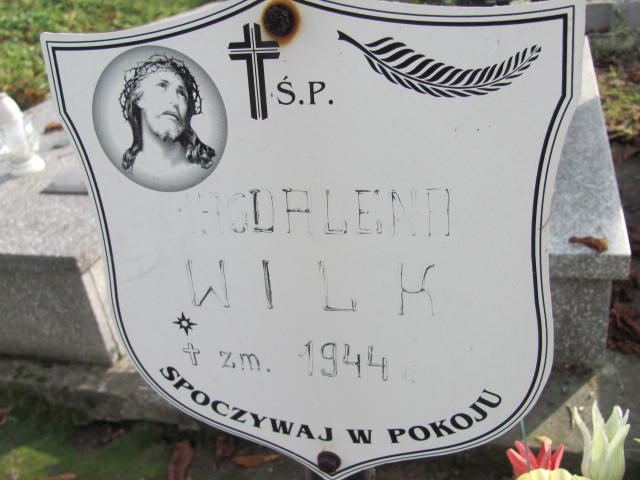 Ś.P.
MAGDALENA
WILK
zm. 1944
SPOCZYWAJ W POKOJU